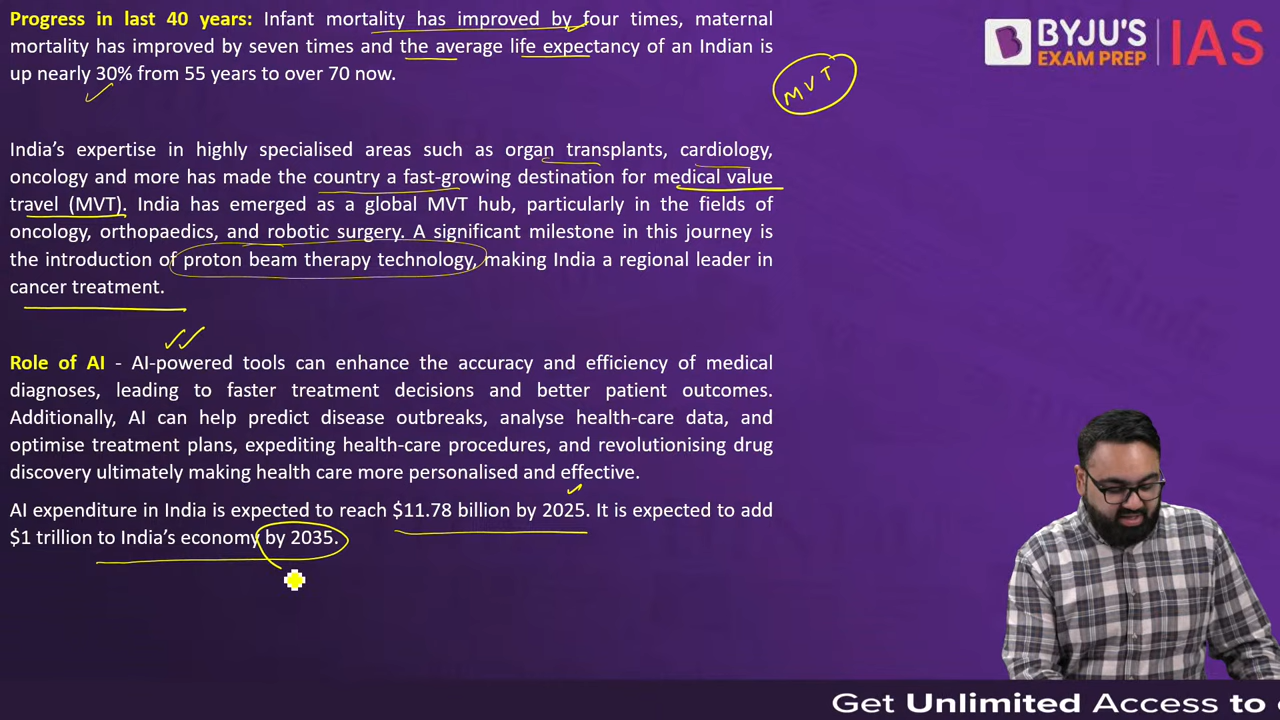 Progress in last 40 years: Infant mortality has improved by four times, maternal
mortality has improved by seven times and the average life expectancy of an Indian is
up nearly 30% from 55 years to over 70 now.
MVT
India's expertise in highly specialised areas such as organ transplants, cardiology,
oncology and more has made the country a fast-growing destination for medical value
travel (MVT). India has emerged as a global MVT hub, particularly in the fields of
oncology, orthopaedics, and robotic surgery. A significant milestone in this journey is
the introduction of proton beam therapy technology, making India a regional leader in
cancer treatment.
Role of AI - AI-powered tools can enhance the accuracy and efficiency of medical
diagnoses, leading to faster treatment decisions and better patient outcomes.
Additionally, AI can help predict disease outbreaks, analyse health-care data, and
optimise treatment plans, expediting health-care procedures, and revolutionising drug
discovery ultimately making health care more personalised and effective.
AI expenditure in India is expected to reach $11.78 billion by 2025. It is expected to add
$1 trillion to India's economy by 2035.
BYJU'S
EXAM PREP
IAS
Get Unlimited Access to